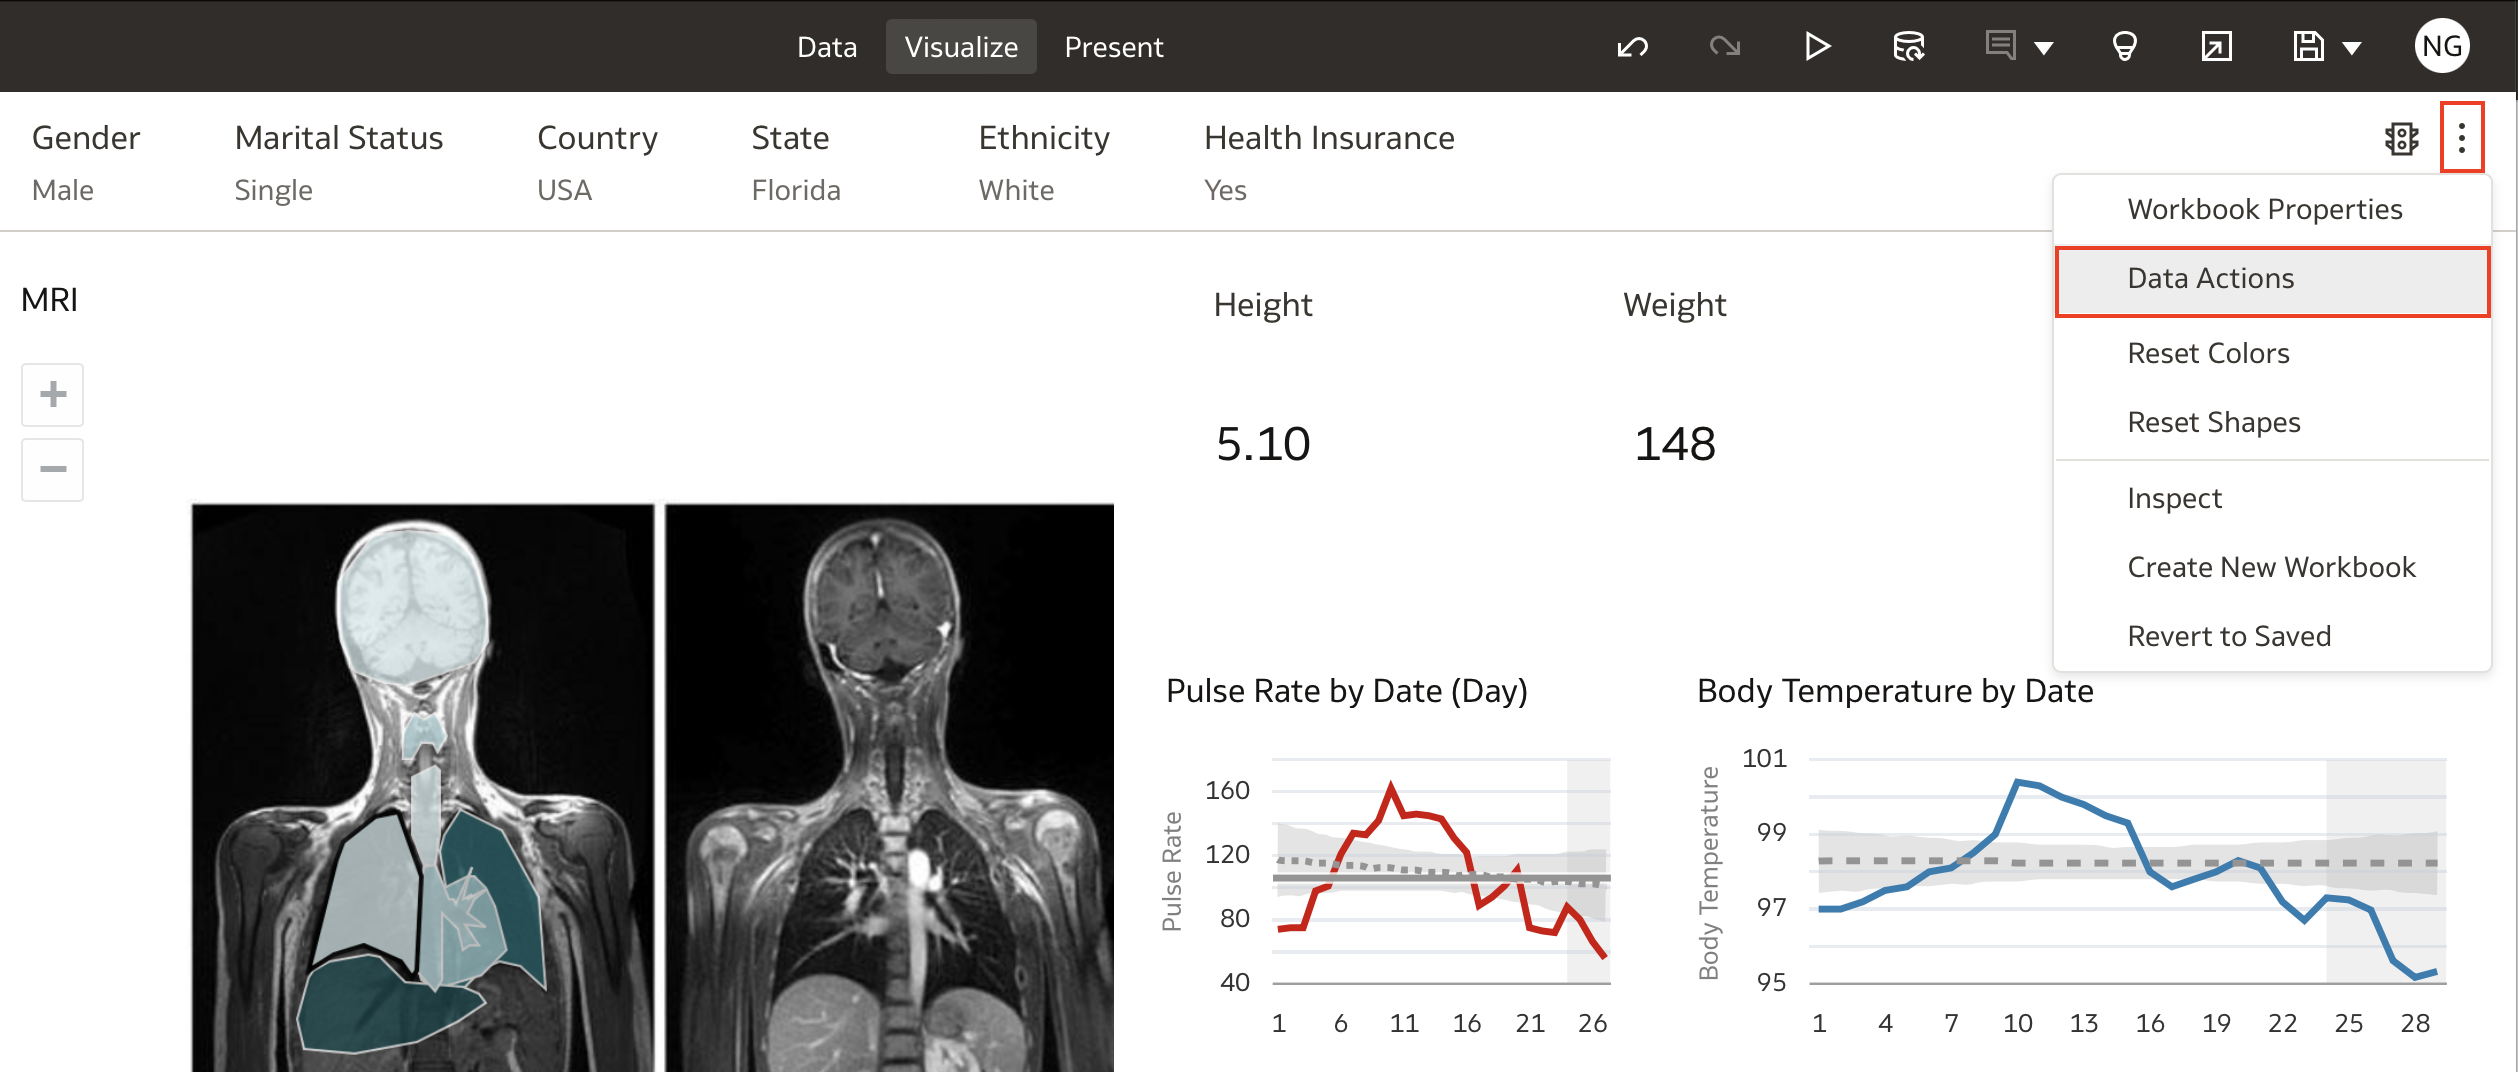 Data Visualize Present NG
Gender Marital Status Country State Ethnicity Health Insurance
Male Single USA Florida White Yes
Workbook Properties
Data Actions
Reset Colors
Reset Shapes
Inspect
Create New Workbook
Revert to Saved
MRI
+
−
Height Weight
5.10 148
Pulse Rate by Date (Day)
Pulse Rate
160
120
80
40
1 6 11 16 21 26
Body Temperature by Date
Body Temperature
101
99
97
95
1 4 7 10 13 16 19 22 25 28